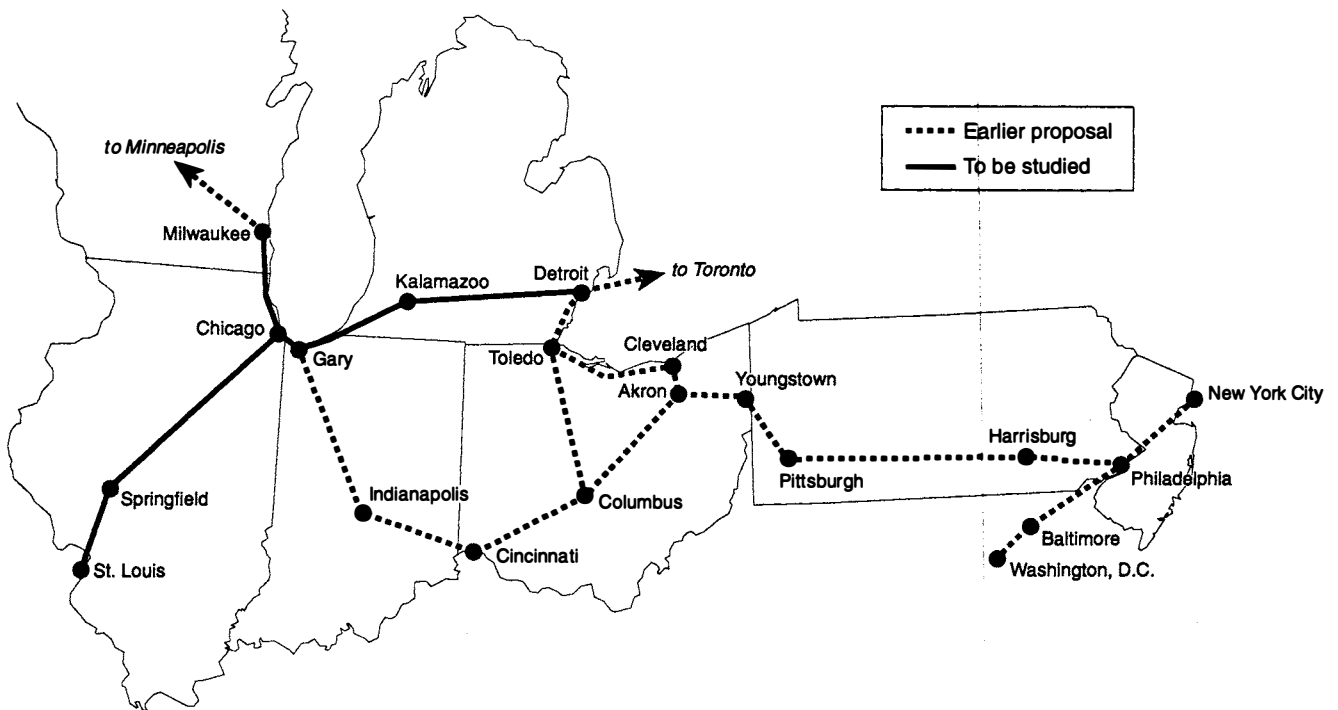 Earlier proposal
To be studied
to Minneapolis
Milwaukee
Detroit
to Toronto
Kalamazoo
Chicago
Gary
Toledo
Cleveland
Akron
Youngstown
New York City
Harrisburg
Pittsburgh
Philadelphia
Springfield
Indianapolis
Columbus
Baltimore
Cincinnati
St. Louis
Washington, D.C.